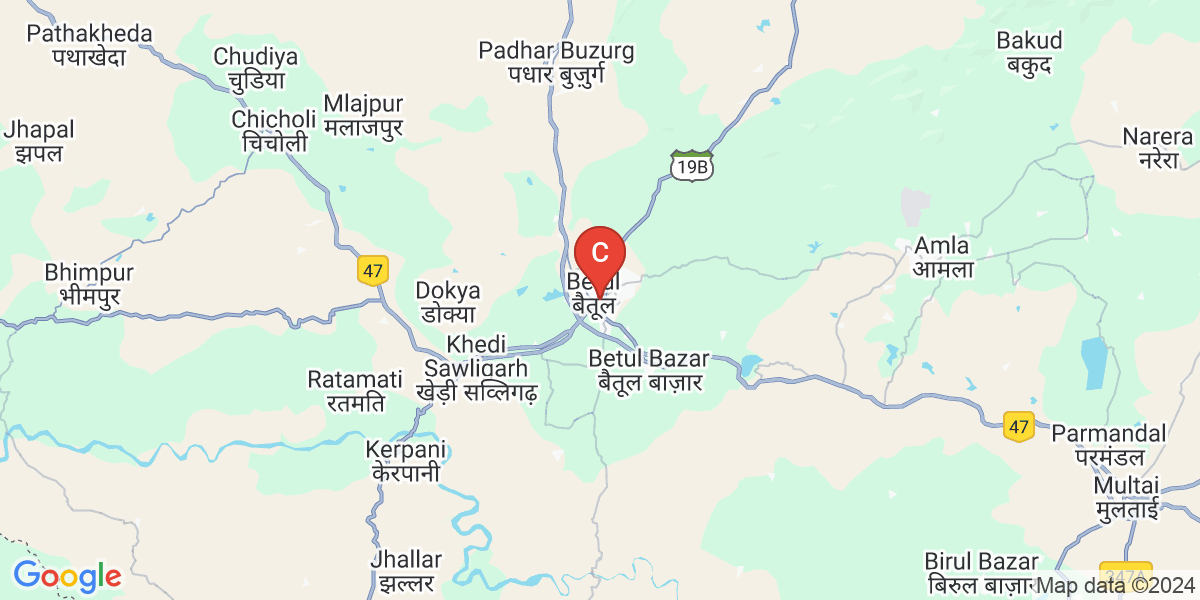 Pathakheda
पथाखेदा
Chudiya
चुडिया
Padhar Buzurg
पधार बुज़ुर्ग
Bakud
बकुद
Mlajpur
मलाजपुर
Chicholi
चिचोली
Jhapal
झपल
Narera
नरेरा
19B
C
Amla
आमला
47
Bhimpur
भीमपुर
Betul
बैतूल
Dokya
डोक्या
Khedi
Sawligarh
खेड़ी सव्लिगढ़
Betul Bazar
बैतूल बाज़ार
Ratamati
रतमति
47
Parmandal
परमंडल
Kerpani
केरपानी
Multai
मुलताई
Jhallar
झल्लर
Birul Bazar
बिरुल बाज़ार
347A
Google
Map data ©2024